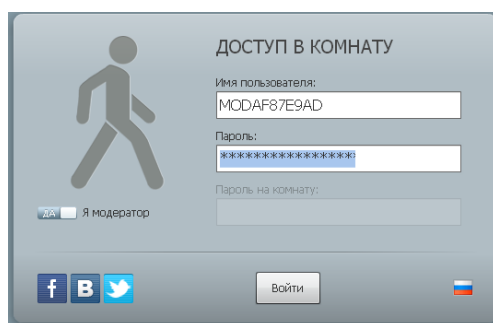 ДОСТУП В КОМНАТУ
Имя пользователя:
MODAF87E9AD
Пароль:
****************
Пароль на комнату:
ДА Я модератор
f B
Войти